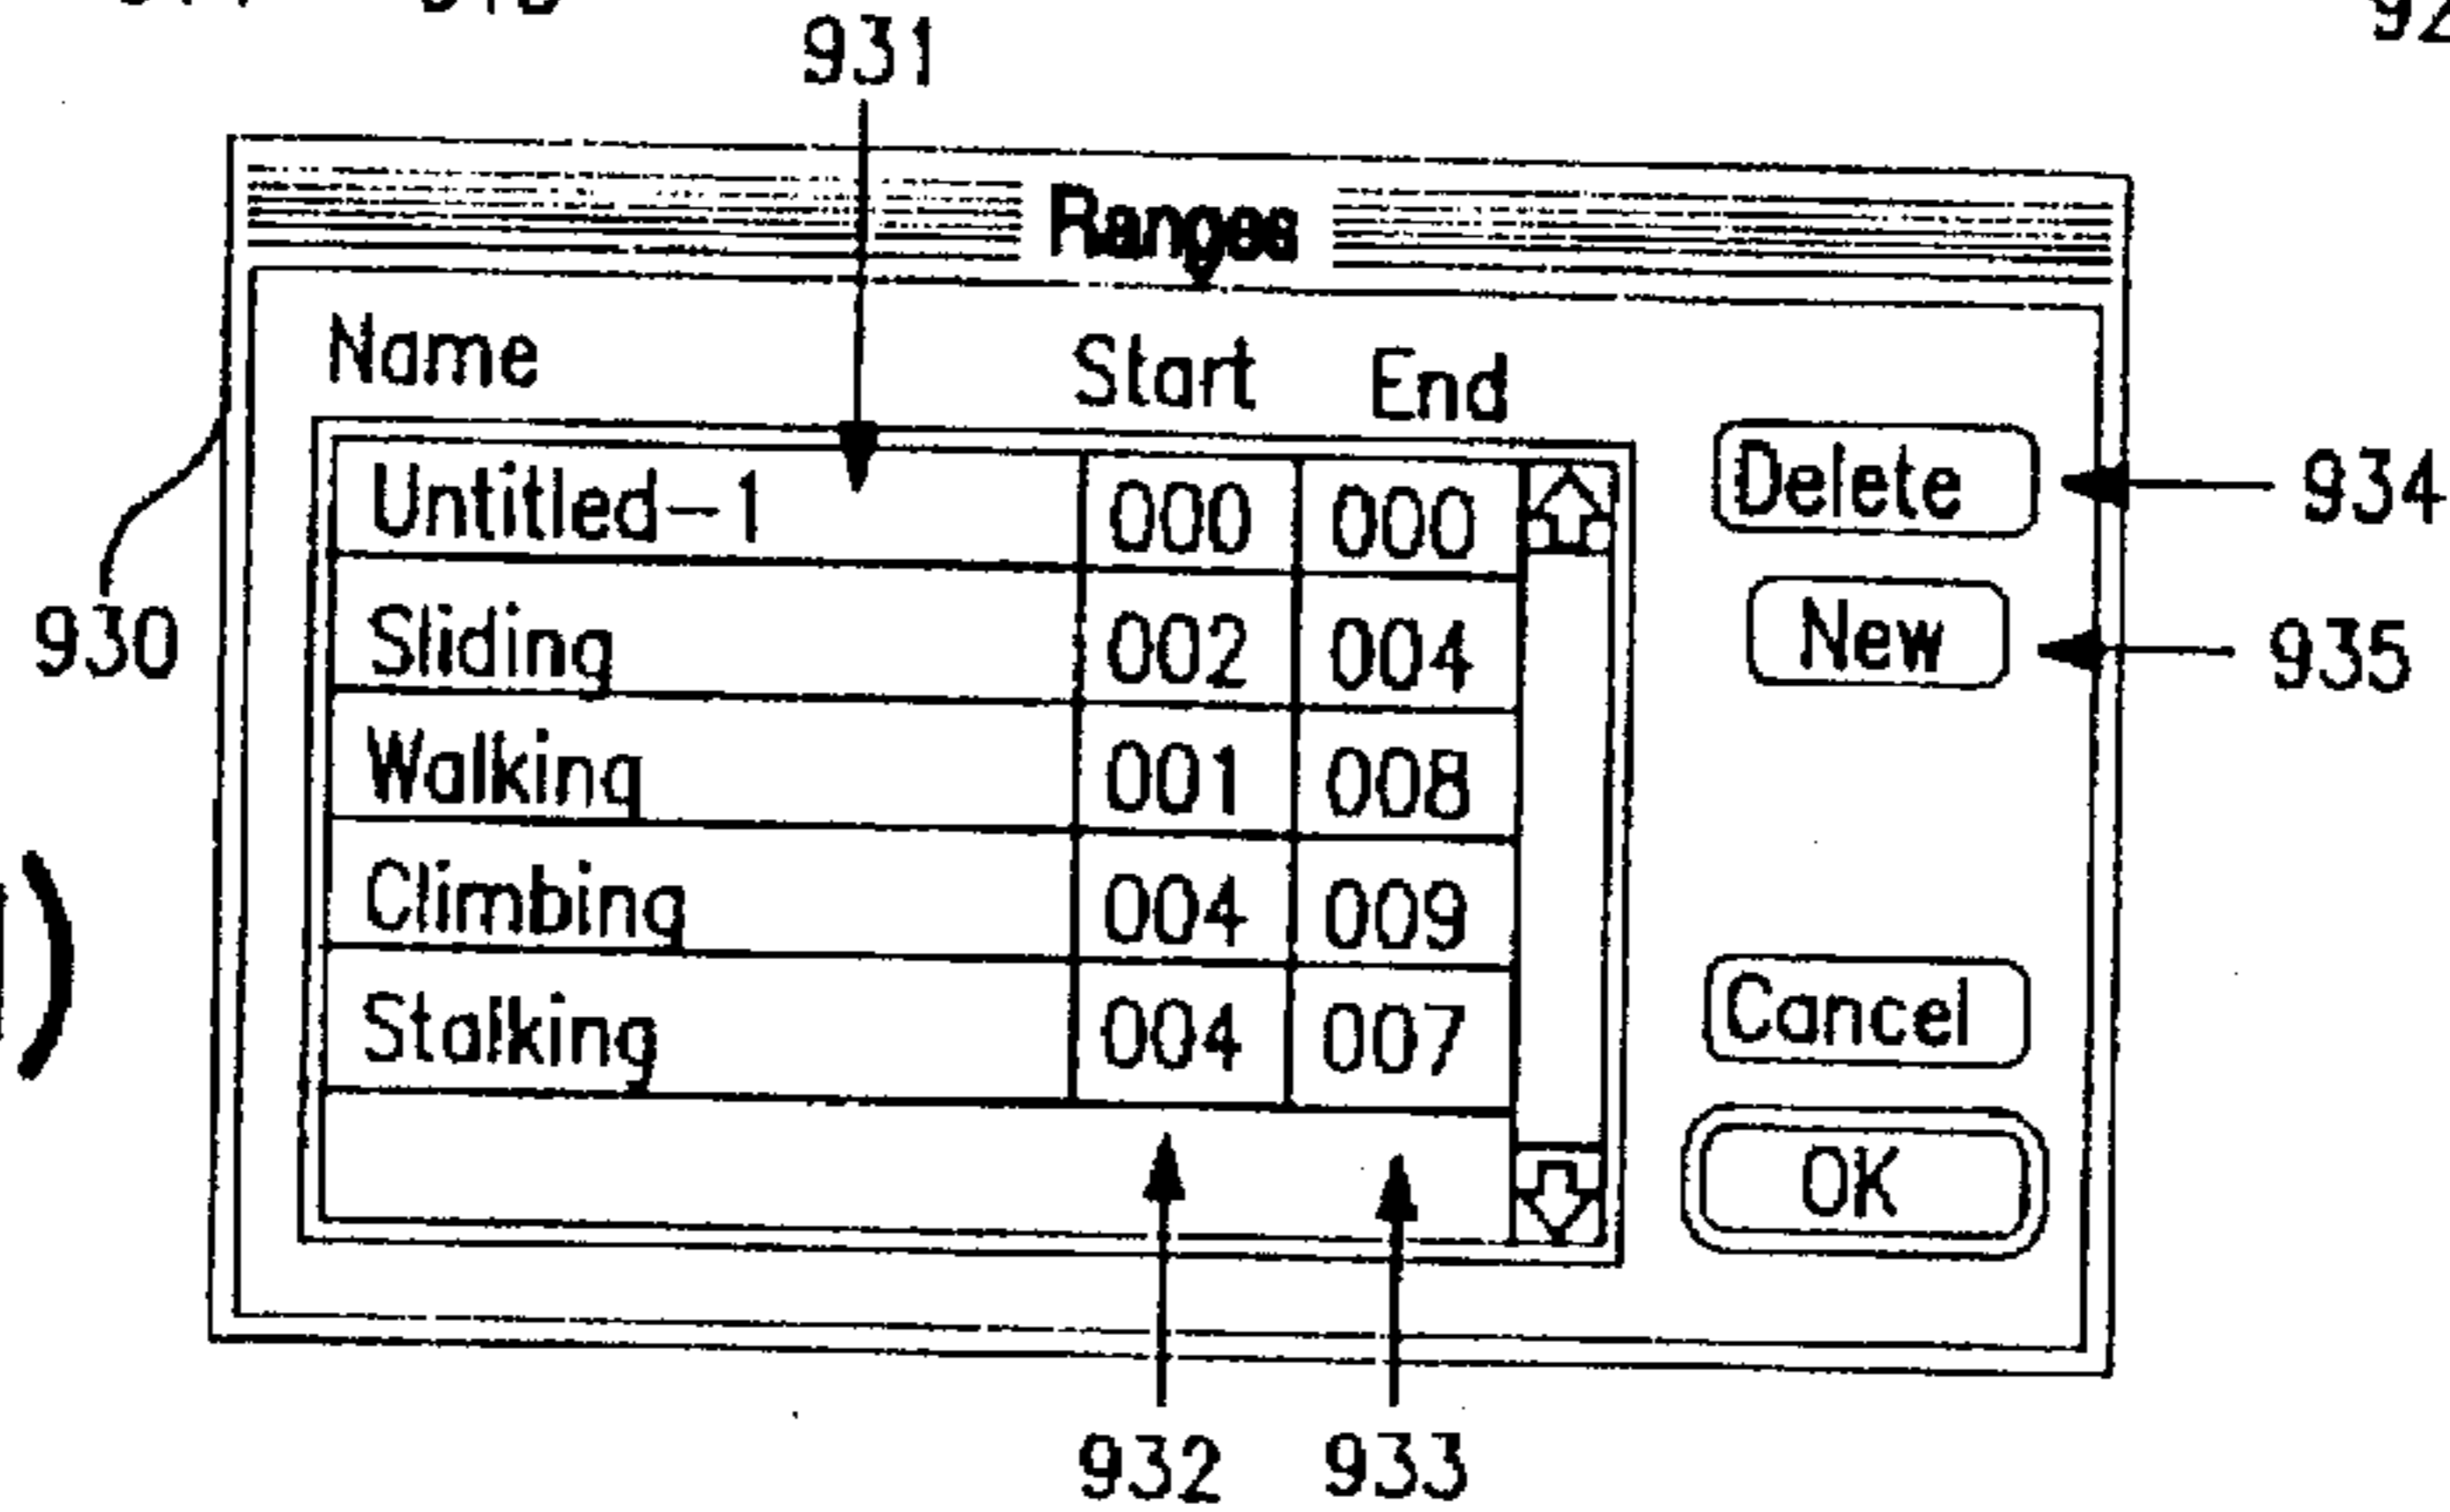 931
Ranges
Name Start End
Untitled-1 000 000
Delete
934
Sliding 002 004
New
935
930
Walking 001 008
Climbing 004 009
Cancel
Stalking 004 007
OK
932 933